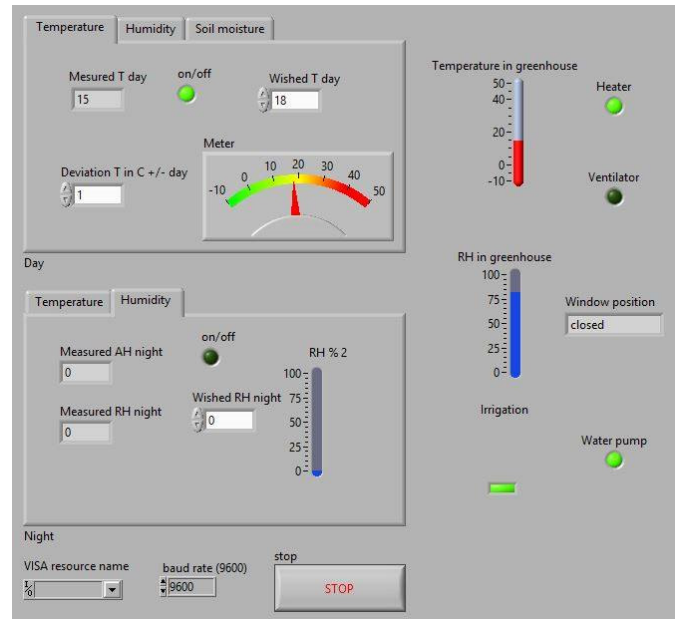 Temperature Humidity Soil moisture
Mesured T day
15
on/off
Wished T day
18
Deviation T in C +/- day
1
Meter
-10 0 10 20 30 40 50
Day
Temperature Humidity
Measured AH night
0
on/off
Measured RH night
0
Wished RH night
0
RH % 2
100
75
50
25
0
Night
VISA resource name
baud rate (9600)
9600
stop
STOP
Temperature in greenhouse
50
40
20
0
-10
Heater
Ventilator
RH in greenhouse
100
75
50
25
0
Window position
closed
Irrigation
Water pump